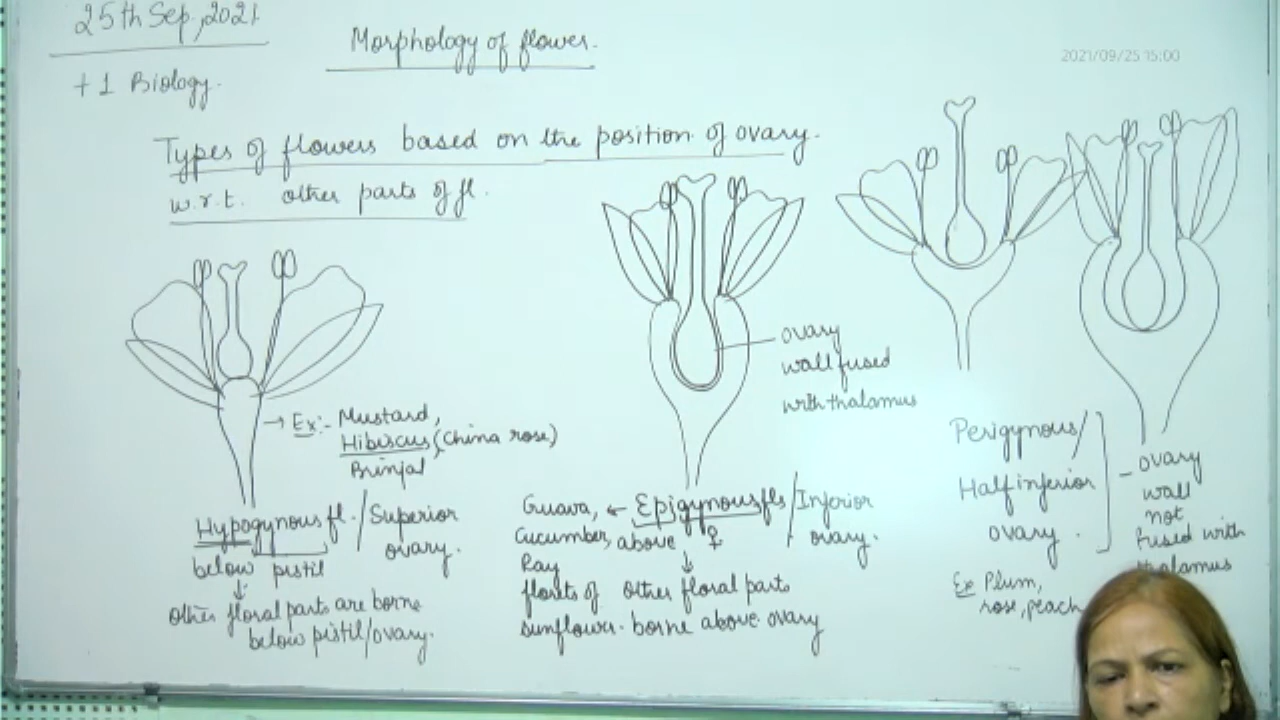 25th Sep, 2021
Morphology of flower.
2021/09/25 15:00
+1 Biology.
Types of flowers based on the position of ovary.
w.r.t. other parts of fl.
→ Ex:- Mustard,
Hibiscus, (China rose)
Brinjal
Hypogynous fl. / Superior
ovary.
below pistil
↓
other floral parts are borne
below pistil/ovary.
ovary
wall fused
with thalamus
Guava, ← Epigynous fls / Inferior
ovary.
Cucumber, above ♀
Ray
florets of
sunflower.
↓
other floral parts
borne above ovary
Perigynous/
Half inferior
ovary.
- ovary
wall
not
fused with
thalamus
Ex Plum,
rose, peach